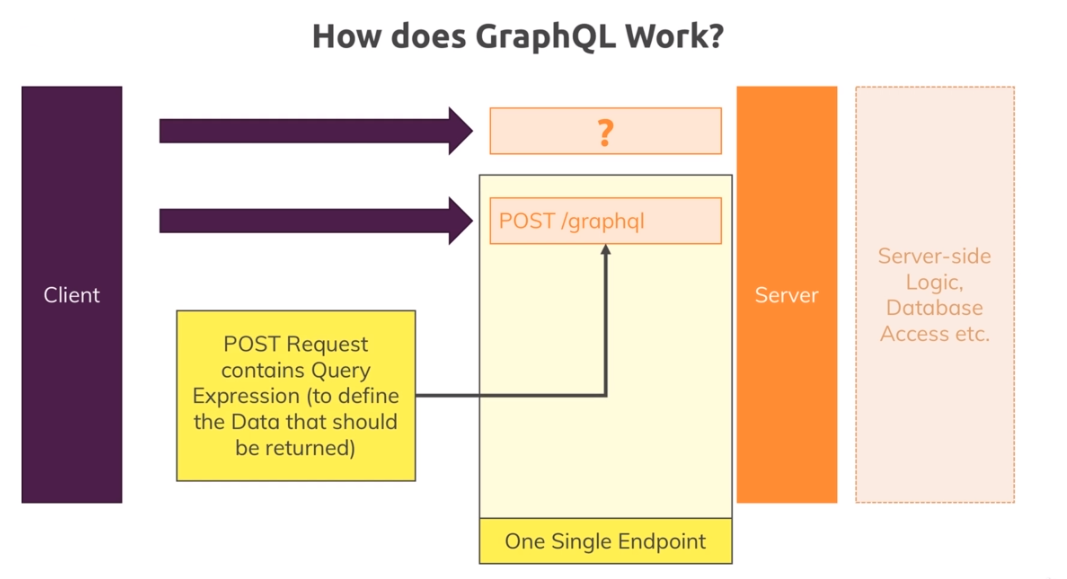 How does GraphQL Work?
?
POST /graphql
Client
POST Request
contains Query
Expression (to define
the Data that should
be returned)
Server
Server-side
Logic,
Database
Access etc.
One Single Endpoint